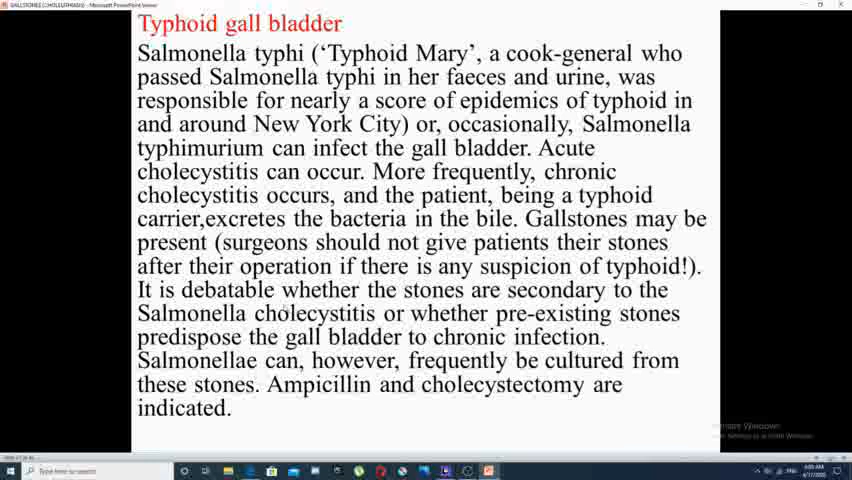 GALLSTONES (CHOLELITHIASIS) - Microsoft PowerPoint Viewer
Typhoid gall bladder
Salmonella typhi (‘Typhoid Mary’, a cook-general who
passed Salmonella typhi in her faeces and urine, was
responsible for nearly a score of epidemics of typhoid in
and around New York City) or, occasionally, Salmonella
typhimurium can infect the gall bladder. Acute
cholecystitis can occur. More frequently, chronic
cholecystitis occurs, and the patient, being a typhoid
carrier,excretes the bacteria in the bile. Gallstones may be
present (surgeons should not give patients their stones
after their operation if there is any suspicion of typhoid!).
It is debatable whether the stones are secondary to the
Salmonella cholecystitis or whether pre-existing stones
predispose the gall bladder to chronic infection.
Salmonellae can, however, frequently be cultured from
these stones. Ampicillin and cholecystectomy are
indicated.
Activate Windows
Type here to search
ENG